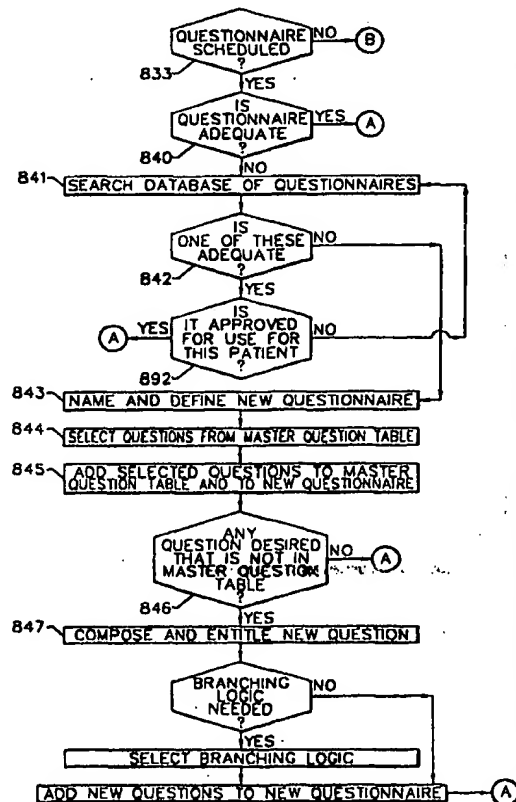 QUESTIONNAIRE
SCHEDULED
?
NO
B
833
YES
IS
QUESTIONNAIRE
ADEQUATE
?
YES
A
840
NO
841
SEARCH DATABASE OF QUESTIONNAIRES
IS
ONE OF THESE
ADEQUATE
?
NO
842
YES
IS
IT APPROVED
FOR USE FOR
THIS PATIENT
?
A
YES
NO
892
843
NAME AND DEFINE NEW QUESTIONNAIRE
844
SELECT QUESTIONS FROM MASTER QUESTION TABLE
845
ADD SELECTED QUESTIONS TO MASTER
QUESTION TABLE AND TO NEW QUESTIONNAIRE
ANY
QUESTION DESIRED
THAT IS NOT IN
MASTER QUESTION
TABLE
?
NO
A
846
YES
847
COMPOSE AND ENTITLE NEW QUESTION
BRANCHING
LOGIC
NEEDED
?
NO
YES
SELECT BRANCHING LOGIC
ADD NEW QUESTIONS TO NEW QUESTIONNAIRE
A